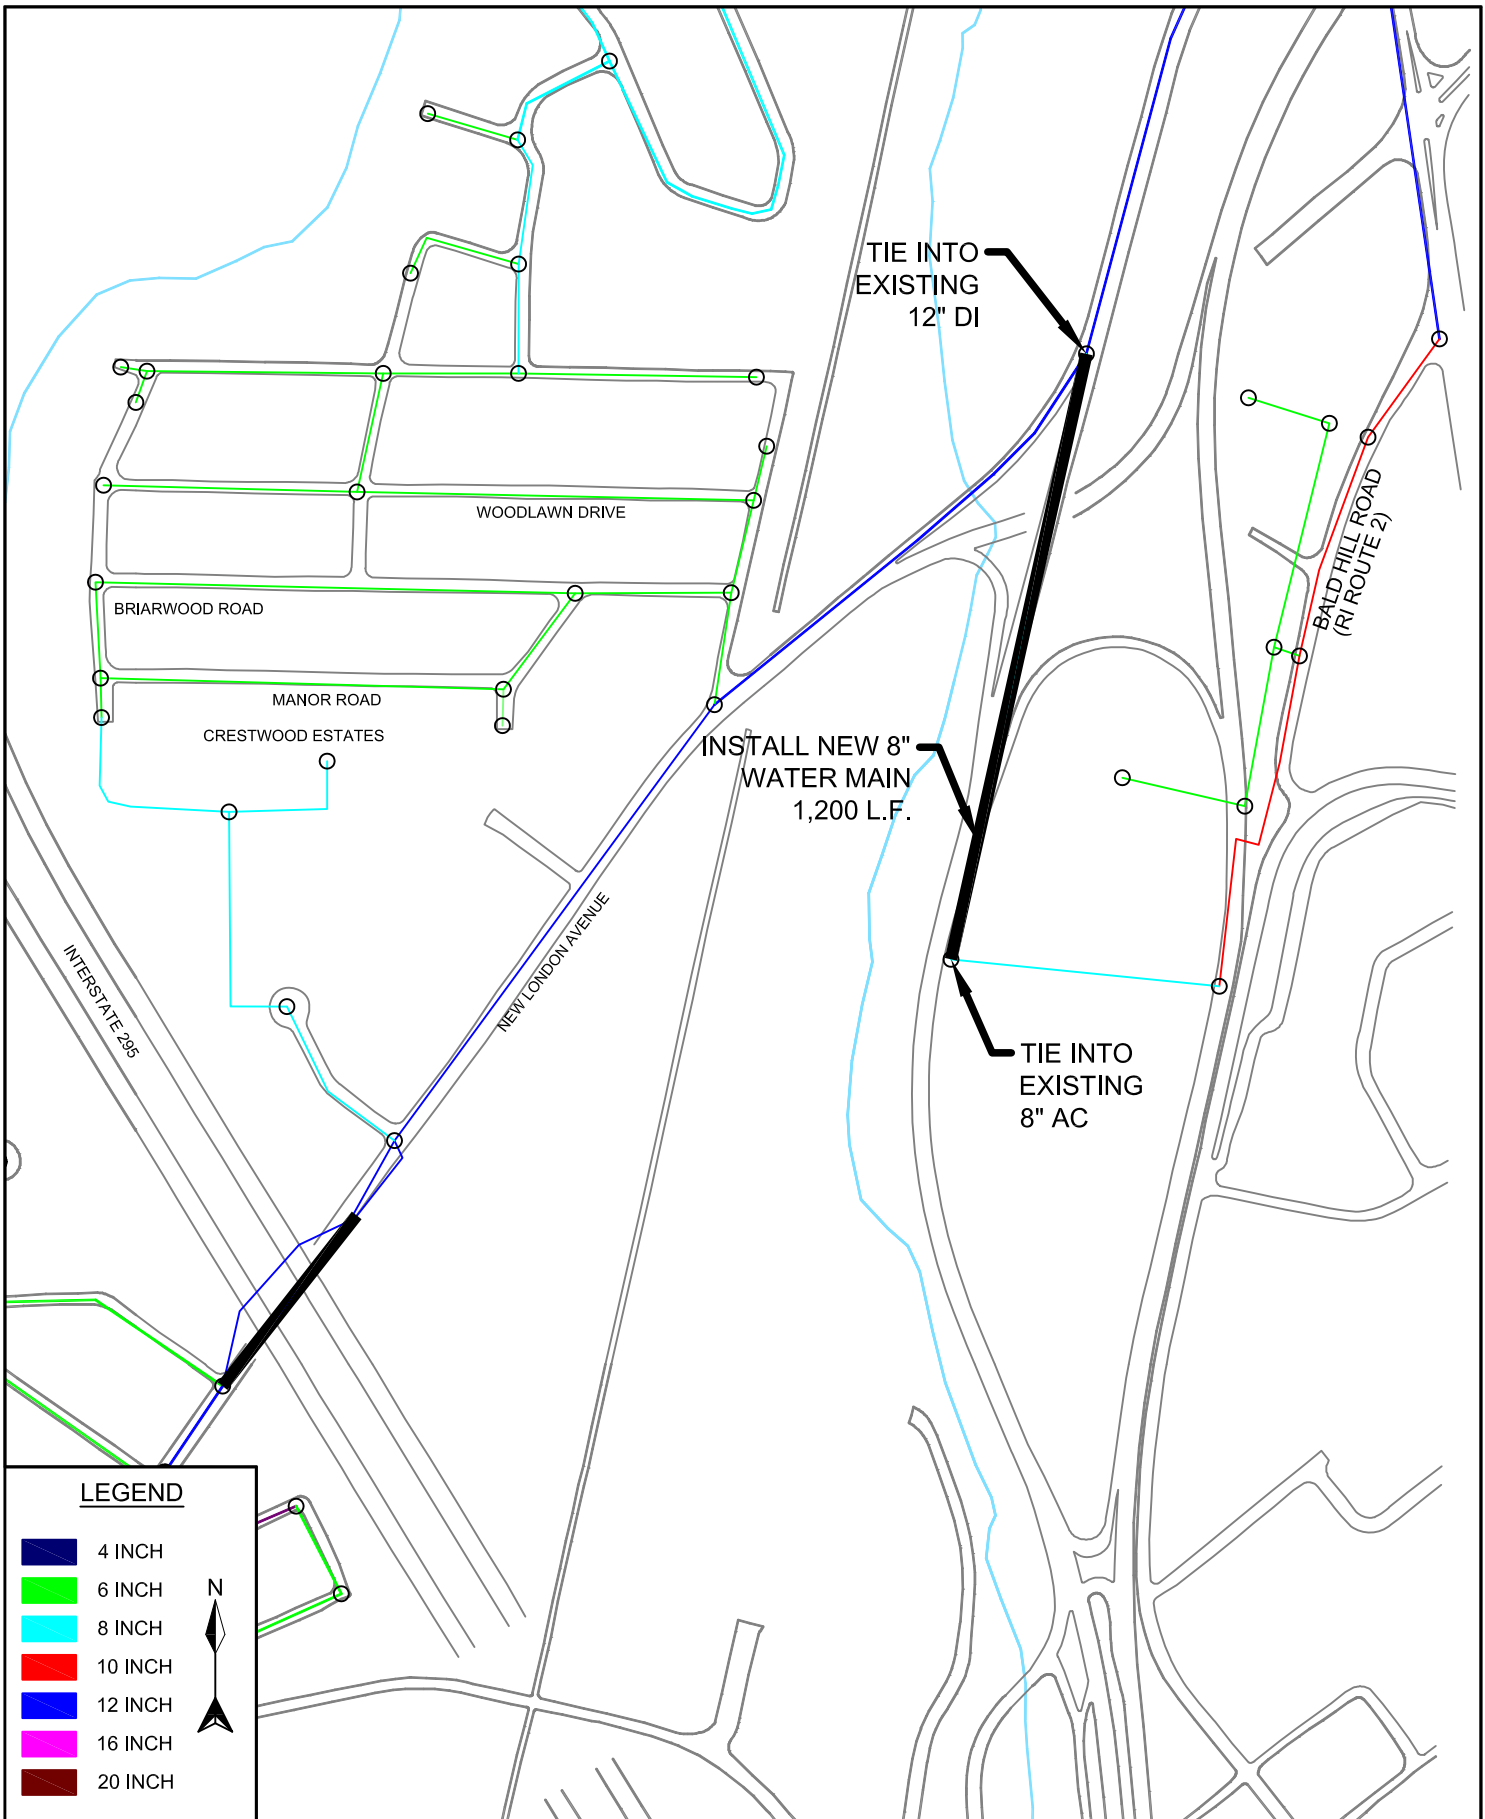 TIE INTO
EXISTING
12" DI
WOODLAWN DRIVE
BRIARWOOD ROAD
MANOR ROAD
CRESTWOOD ESTATES
BALD HILL ROAD
(RI ROUTE 2)
INSTALL NEW 8"
WATER MAIN
1,200 L.F.
NEW LONDON AVENUE
INTERSTATE 295
TIE INTO
EXISTING
8" AC
LEGEND
4 INCH
6 INCH
8 INCH
10 INCH
12 INCH
16 INCH
20 INCH
N